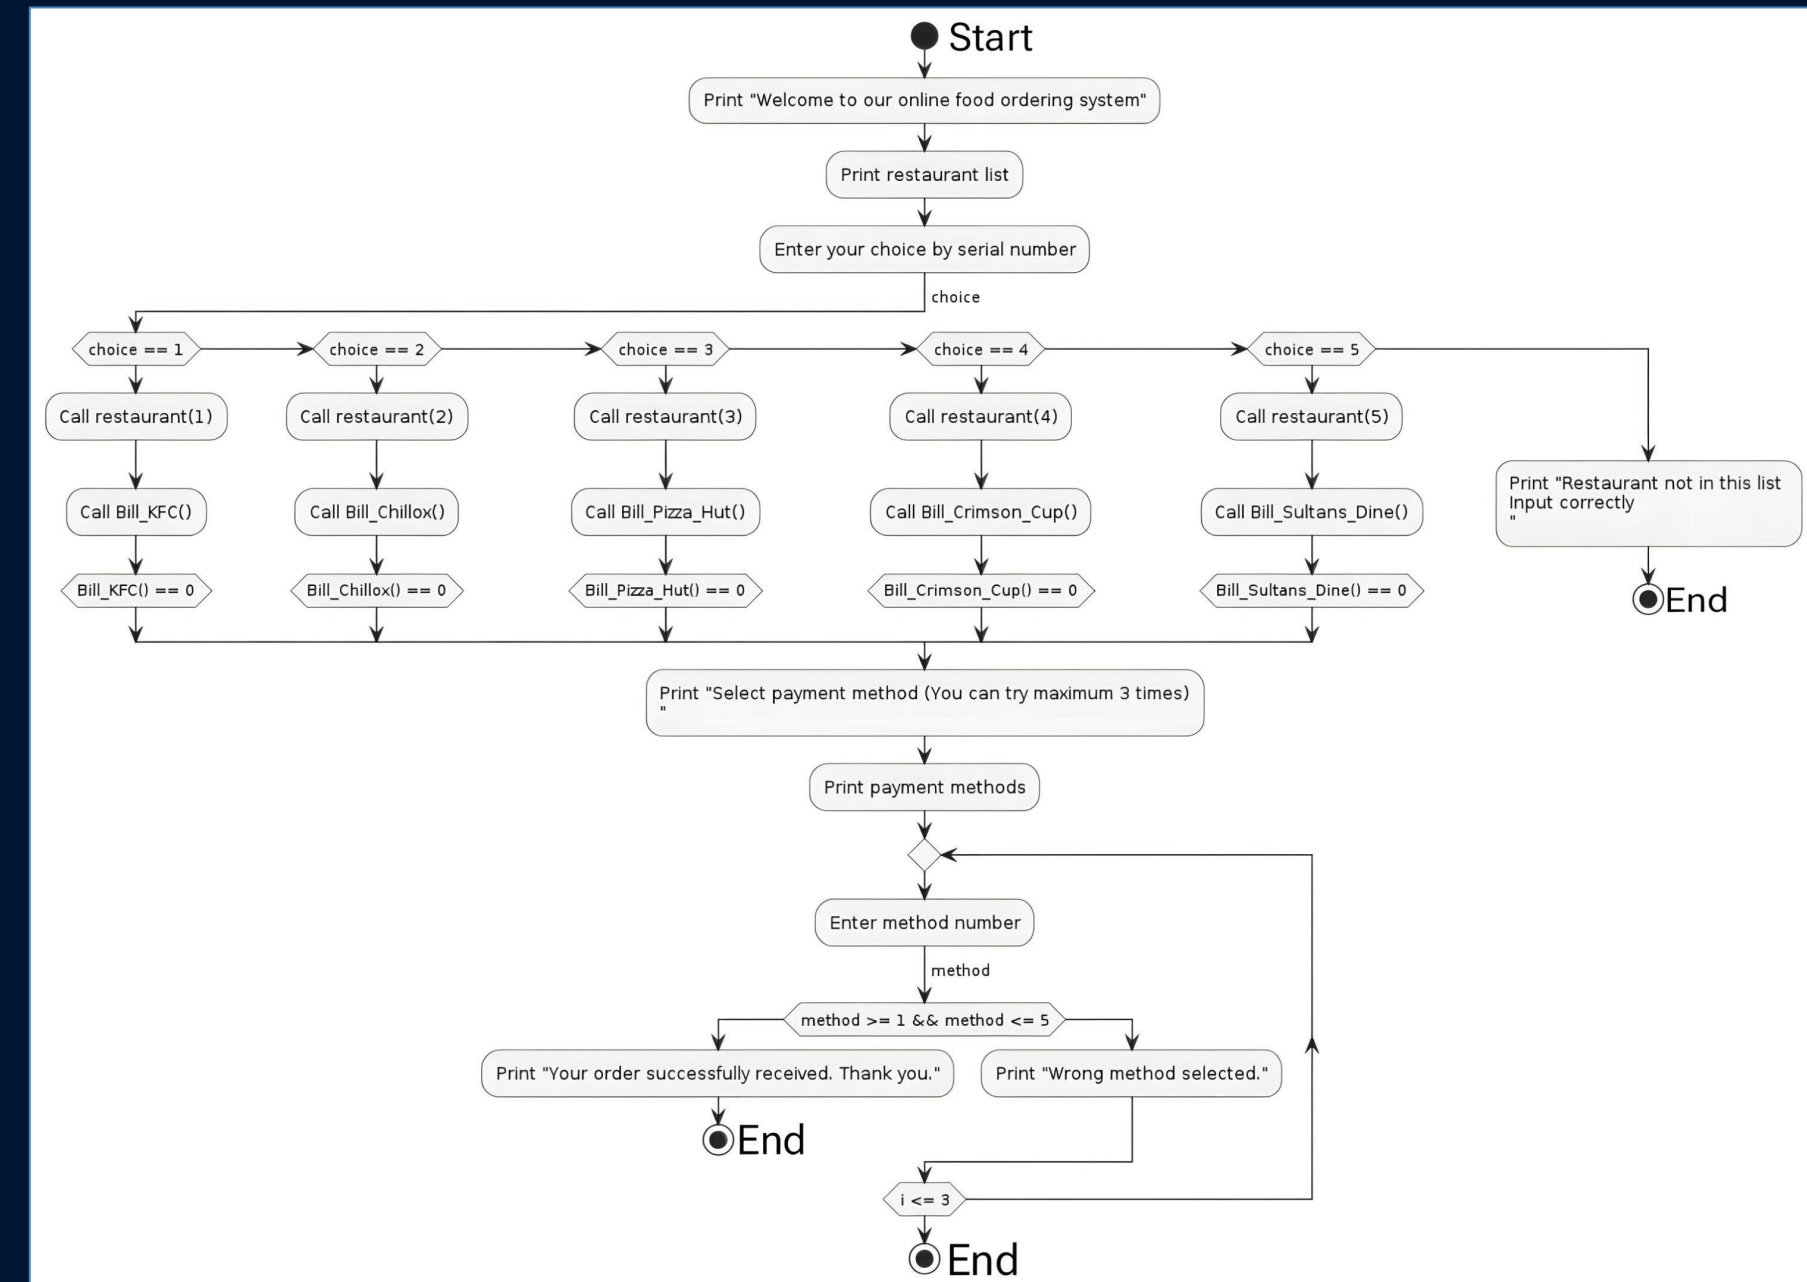 Start
Print "Welcome to our online food ordering system"
Print restaurant list
Enter your choice by serial number
choice
choice == 1
choice == 2
choice == 3
choice == 4
choice == 5
Call restaurant(1)
Call restaurant(2)
Call restaurant(3)
Call restaurant(4)
Call restaurant(5)
Print "Restaurant not in this list
Input correctly
"
Call Bill_KFC()
Call Bill_Chillox()
Call Bill_Pizza_Hut()
Call Bill_Crimson_Cup()
Call Bill_Sultans_Dine()
Bill_KFC() == 0
Bill_Chillox() == 0
Bill_Pizza_Hut() == 0
Bill_Crimson_Cup() == 0
Bill_Sultans_Dine() == 0
End
Print "Select payment method (You can try maximum 3 times)
"
Print payment methods
Enter method number
method
method >= 1 && method <= 5
Print "Your order successfully received. Thank you."
Print "Wrong method selected."
End
i <= 3
End